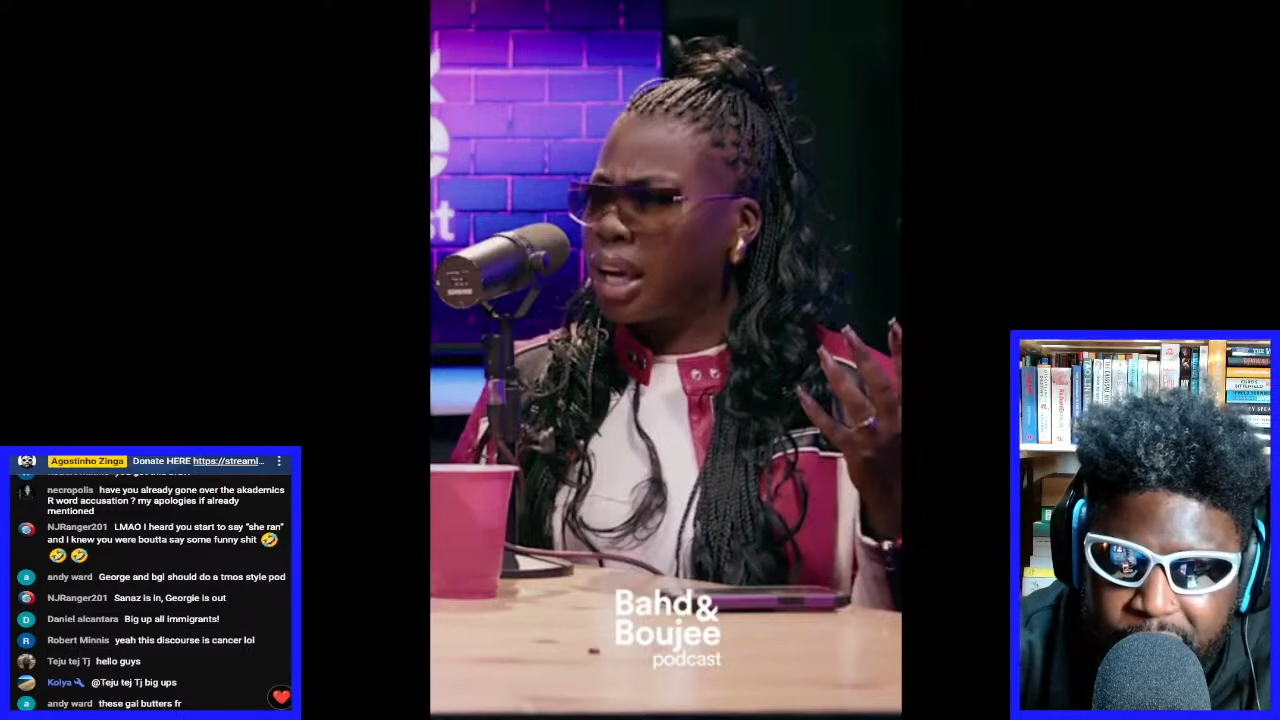 Bahd&
Boujee
podcast
st
Agostinho Zinga Donate HERE https://streaml...
necropolis have you already gone over the akademics
R word accusation ? my apologies if already
mentioned
NJRanger201 LMAO I heard you start to say "she ran"
and I knew you were boutta say some funny shit 🤣
🤣 🤣
andy ward George and bgl should do a tmos style pod
NJRanger201 Sanaz is in, Georgie is out
Daniel alcantara Big up all immigrants!
Robert Minnis yeah this discourse is cancer lol
Teju tej Tj hello guys
Kolya @Teju tej Tj big ups
andy ward these gal butters fr